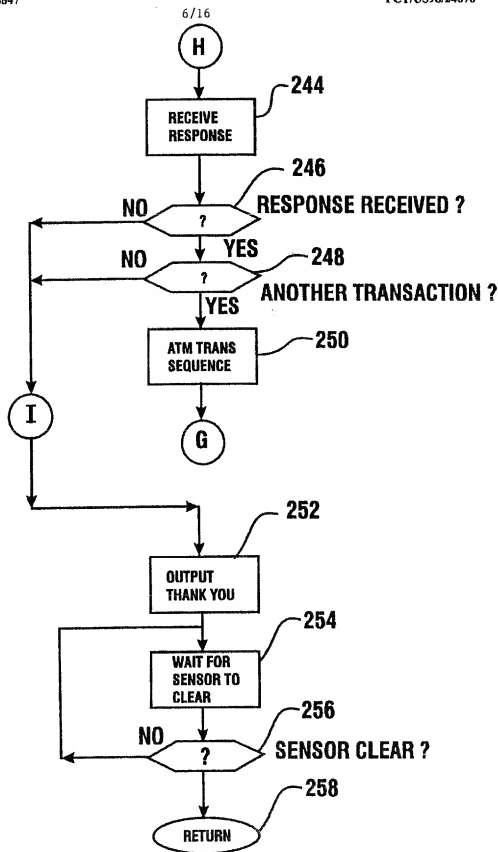 6/16
H
244
RECEIVE
RESPONSE
246
NO
?
RESPONSE RECEIVED ?
YES
NO
248
?
ANOTHER TRANSACTION ?
YES
ATM TRANS
SEQUENCE
250
I
G
252
OUTPUT
THANK YOU
254
WAIT FOR
SENSOR TO
CLEAR
256
NO
?
SENSOR CLEAR ?
258
RETURN